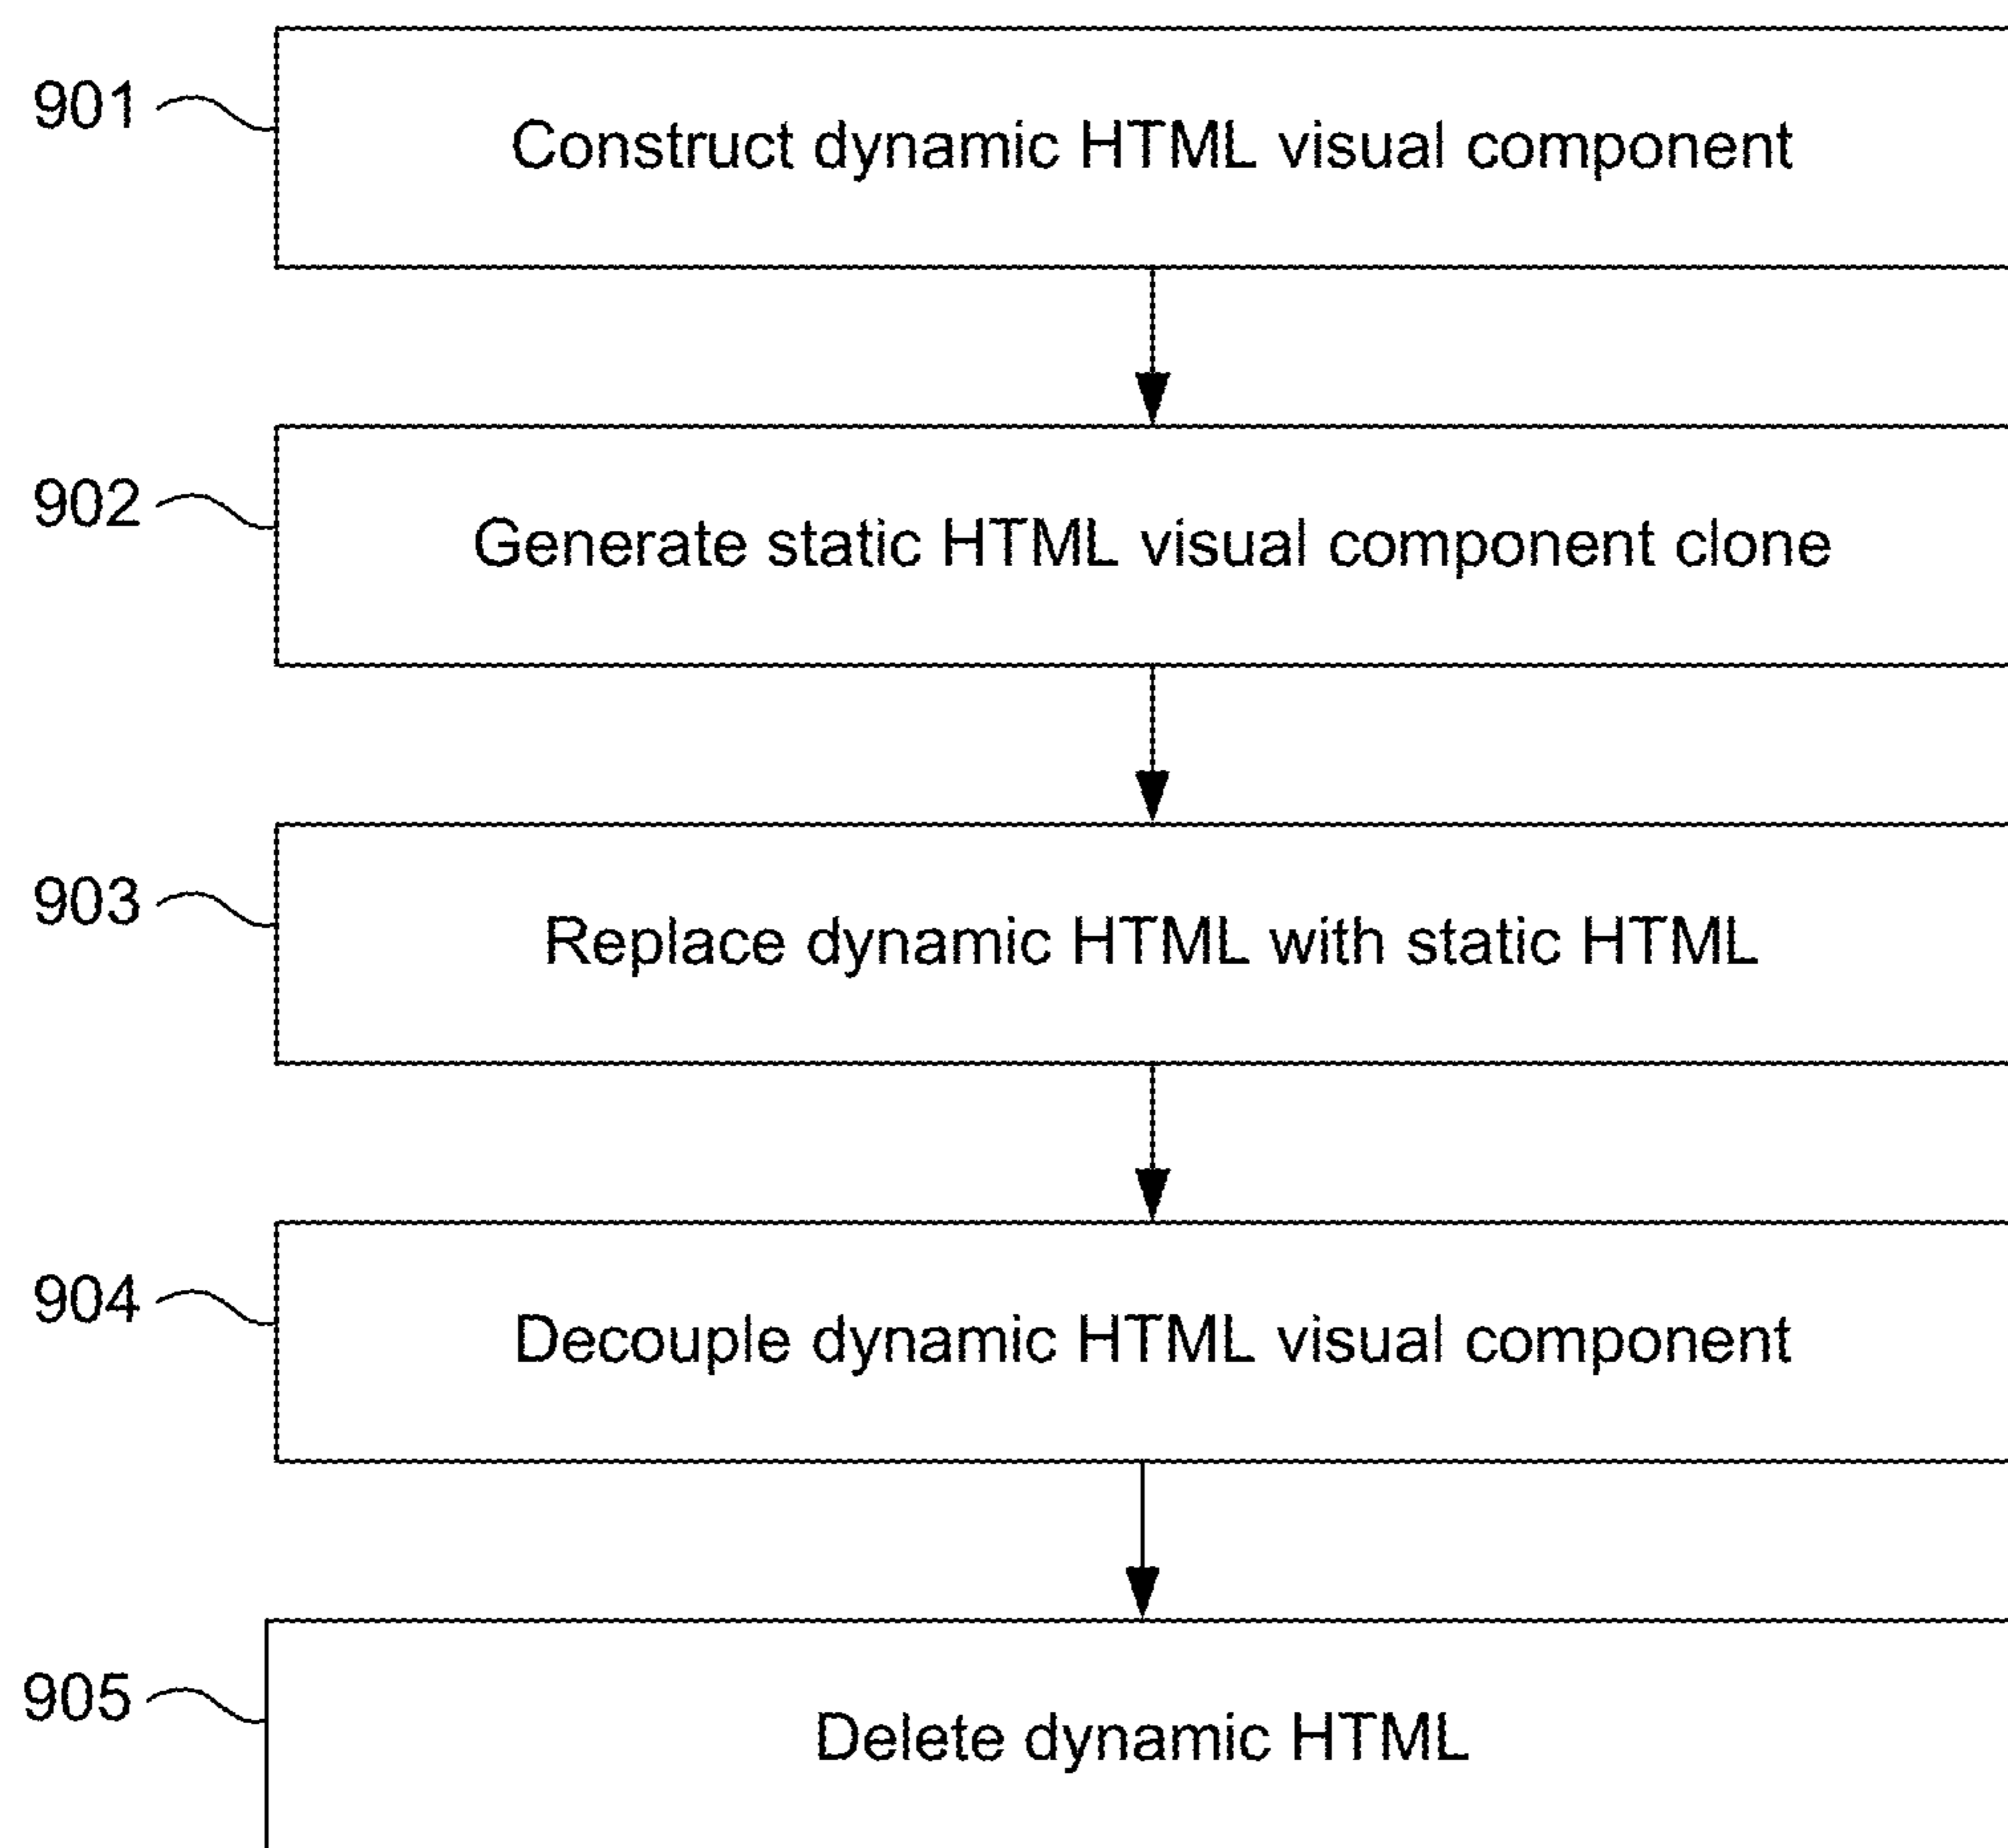 901
Construct dynamic HTML visual component
902
Generate static HTML visual component clone
903
Replace dynamic HTML with static HTML
904
Decouple dynamic HTML visual component
905
Delete dynamic HTML